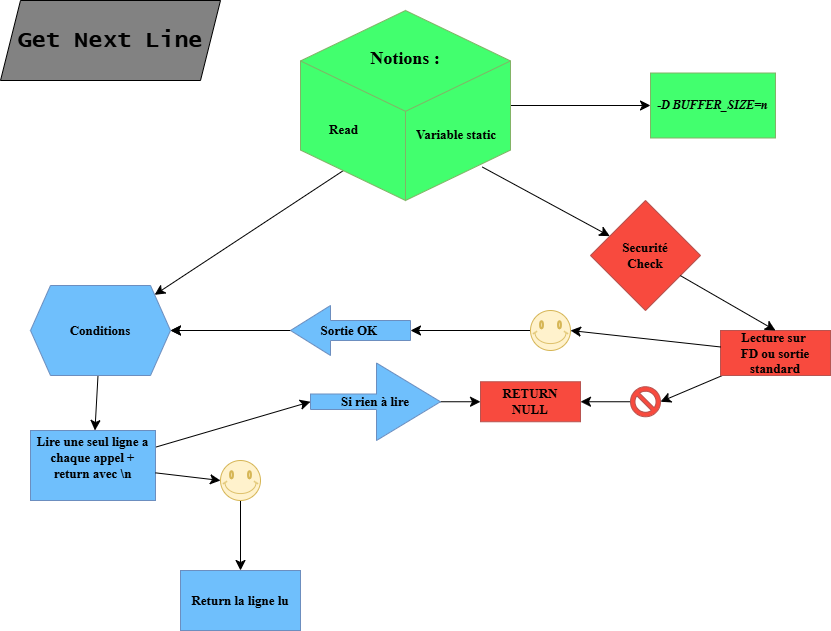 Get Next Line
Notions :
Read
Variable static
-D BUFFER_SIZE=n
Securité
Check
Conditions
Sortie OK
Lecture sur
FD ou sortie
standard
Si rien à lire
RETURN
NULL
Lire une seul ligne a
chaque appel +
return avec \n
Return la ligne lu